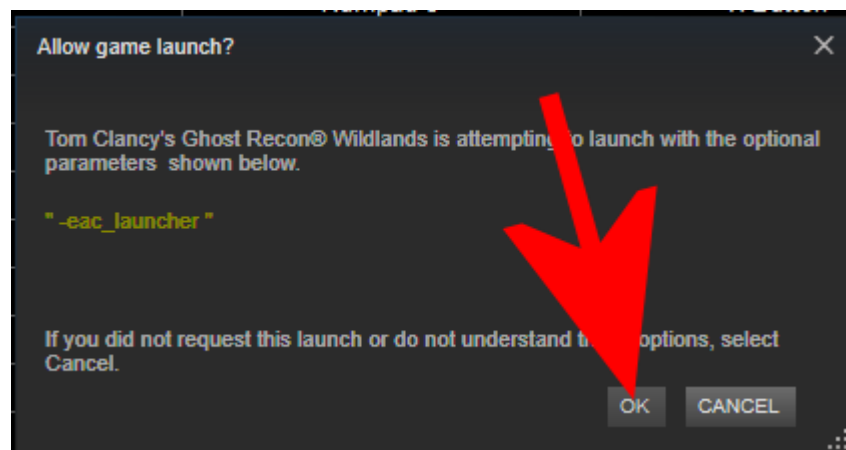 Allow game launch?
Tom Clancy's Ghost Recon® Wildlands is attempting to launch with the optional
parameters shown below.
" -eac_launcher "
If you did not request this launch or do not understand options, select
Cancel.
OK CANCEL